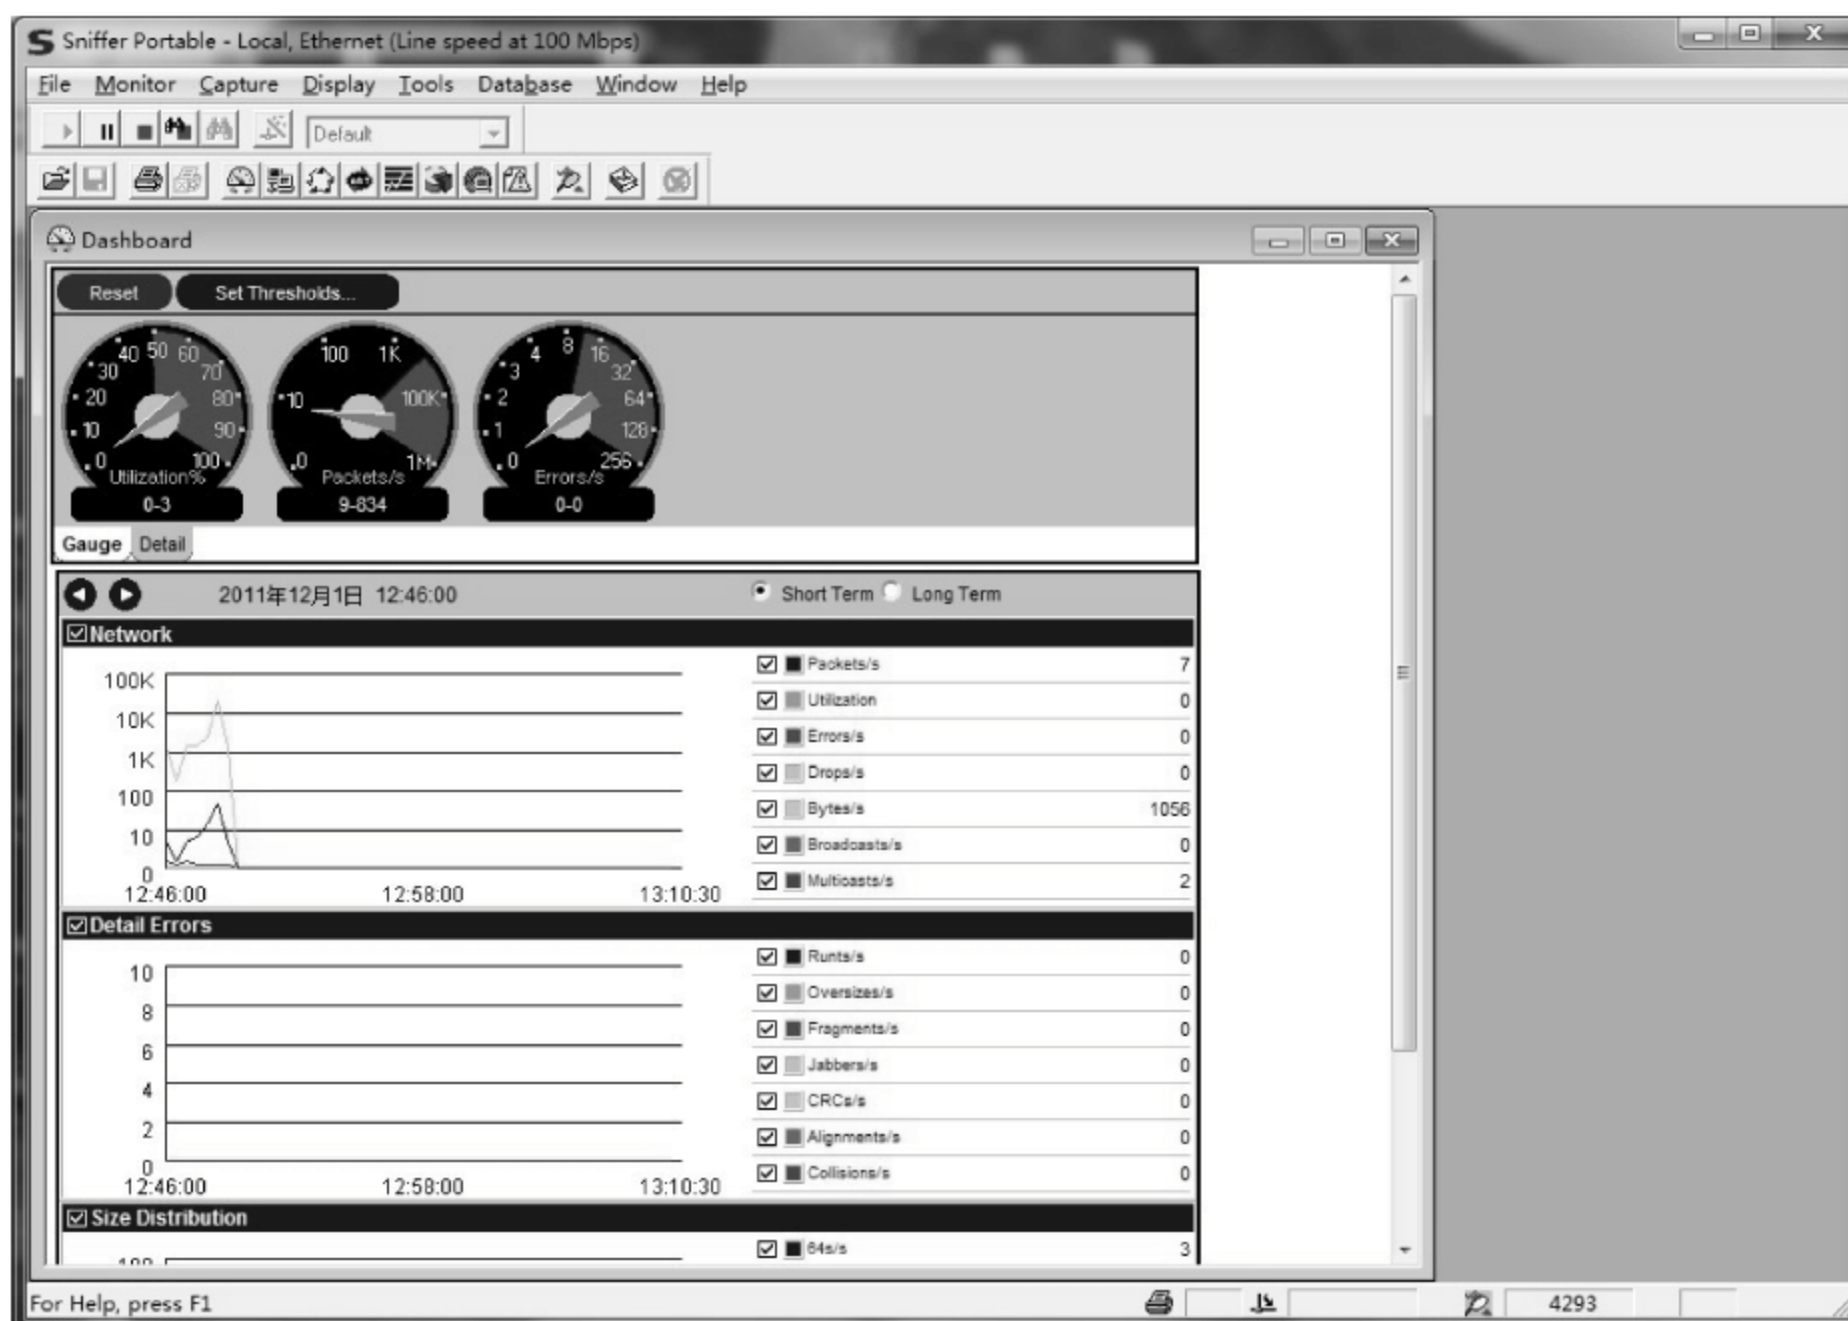 Sniffer Portable - Local, Ethernet (Line speed at 100 Mbps)
File Monitor Capture Display Tools Database Window Help
Default
Dashboard
Reset Set Thresholds...
0 10 20 30 40 50 60 70 80 90 100
Utilization%
0-3
0 10 100 1K 100K 1M
Packets/s
9-834
0 1 2 3 4 8 16 32 64 128 256
Errors/s
0-0
Gauge Detail
2011年12月1日 12:46:00 Short Term Long Term
Network
100K
10K
1K
100
10
0
12:46:00 12:58:00 13:10:30
Packets/s 7
Utilization 0
Errors/s 0
Drops/s 0
Bytes/s 1056
Broadcasts/s 0
Multicasts/s 2
Detail Errors
10
8
6
4
2
0
12:46:00 12:58:00 13:10:30
Runts/s 0
Oversizes/s 0
Fragments/s 0
Jabbers/s 0
CRCs/s 0
Alignments/s 0
Collisions/s 0
Size Distribution
64s/s 3
For Help, press F1 4293